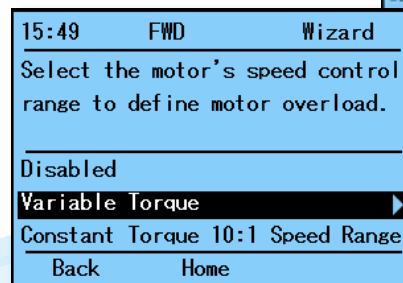 15:49 FWD Wizard
Select the motor's speed control
range to define motor overload.
Disabled
Variable Torque
Constant Torque 10:1 Speed Range
Back Home